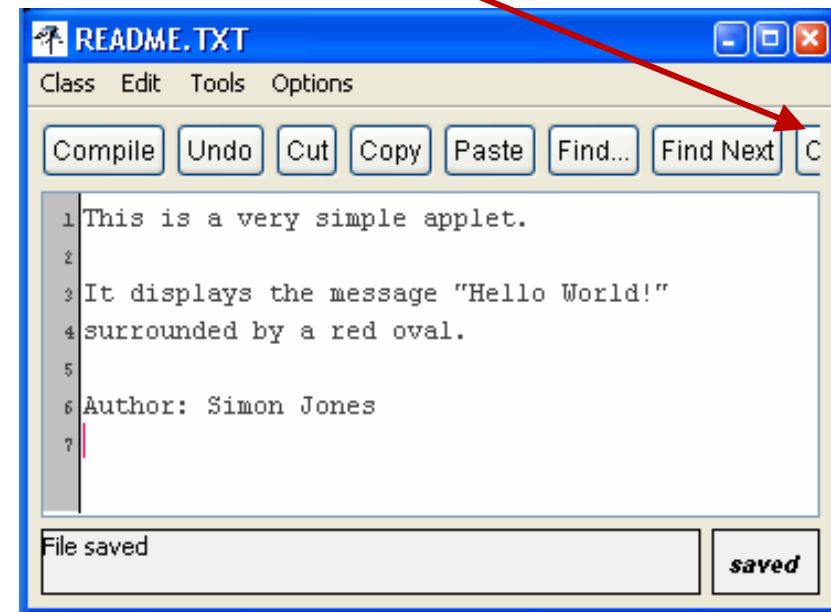 README.TXT
Class Edit Tools Options
Compile Undo Cut Copy Paste Find... Find Next C
1 This is a very simple applet.
2
3 It displays the message "Hello World!"
4 surrounded by a red oval.
5
6 Author: Simon Jones
7
File saved
saved